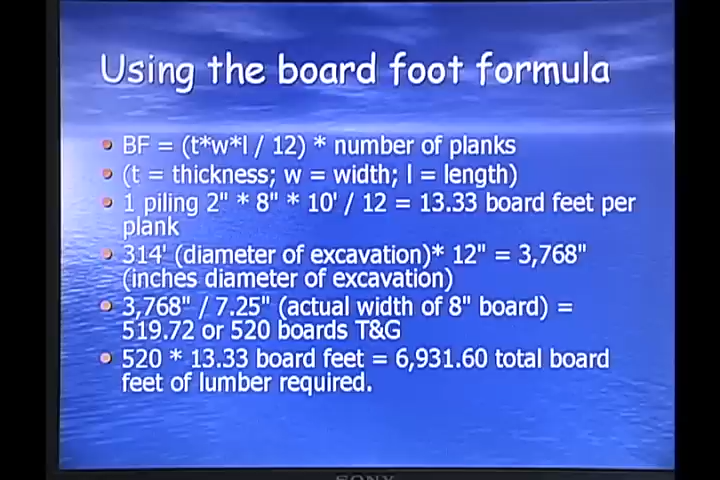 Using the board foot formula
BF = (t*w*l / 12) * number of planks
(t = thickness; w = width; l = length)
1 piling 2" * 8" * 10' / 12 = 13.33 board feet per
plank
314' (diameter of excavation)* 12" = 3,768"
(inches diameter of excavation)
3,768" / 7.25" (actual width of 8" board) =
519.72 or 520 boards T&G
520 * 13.33 board feet = 6,931.60 total board
feet of lumber required.
SONY